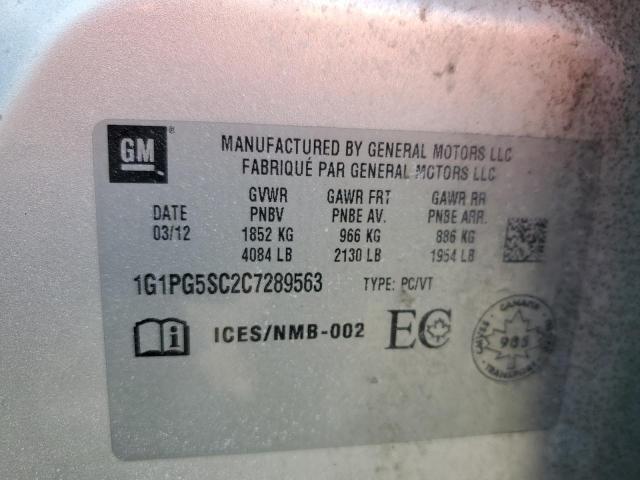 GM®
MANUFACTURED BY GENERAL MOTORS LLC
FABRIQUÉ PAR GENERAL MOTORS LLC
DATE
03/12
GVWR
PNBV
1852 KG
4084 LB
GAWR FRT
PNBE AV.
966 KG
2130 LB
GAWR RR
PNBE ARR.
886 KG
1954 LB
1G1PG5SC2C7289563 TYPE: PC/VT
i ICES/NMB-002 EC
CANADA
985
TRANSPORT